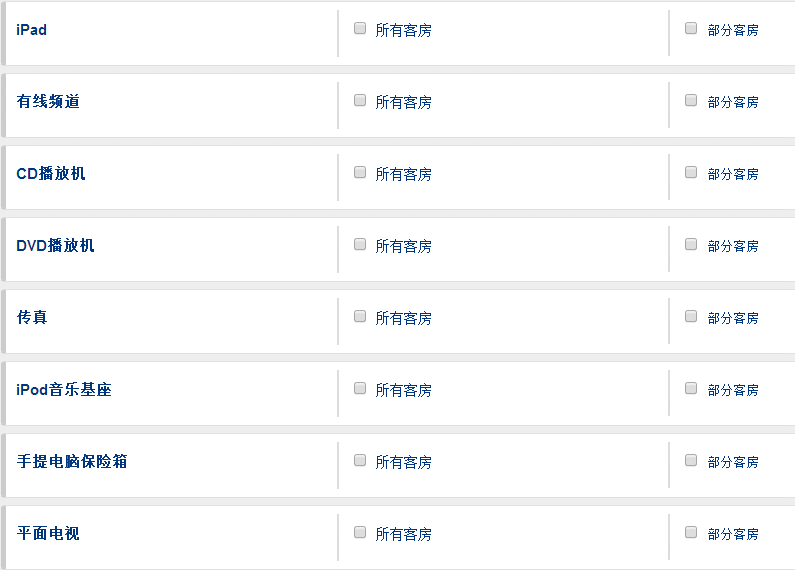 iPad 所有客房 部分客房
有线频道 所有客房 部分客房
CD播放机 所有客房 部分客房
DVD播放机 所有客房 部分客房
传真 所有客房 部分客房
iPod音乐基座 所有客房 部分客房
手提电脑保险箱 所有客房 部分客房
平面电视 所有客房 部分客房